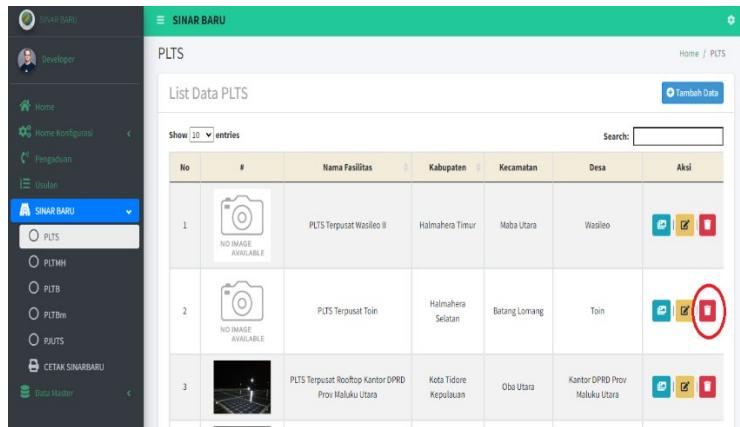 SINAR BARU
Developer
Home
Home Konfigurasi
Pengaduan
Usulan
SINAR BARU
PLTS
PLTMH
PLTB
PLTBm
PJUTS
CETAK SINARBARU
Data Master
SINAR BARU
PLTS
Home / PLTS
List Data PLTS
Tambah Data
Show 10 entries
Search:
No # Nama Fasilitas Kabupaten Kecamatan Desa Aksi
1 NO IMAGE AVAILABLE PLTS Terpusat Wasileo II Halmahera Timur Maba Utara Wasileo
2 NO IMAGE AVAILABLE PLTS Terpusat Toin Halmahera Selatan Batang Lomang Toin
3 PLTS Terpusat Rooftop Kantor DPRD Prov Maluku Utara Kota Tidore Kepulauan Oba Utara Kantor DPRD Prov Maluku Utara